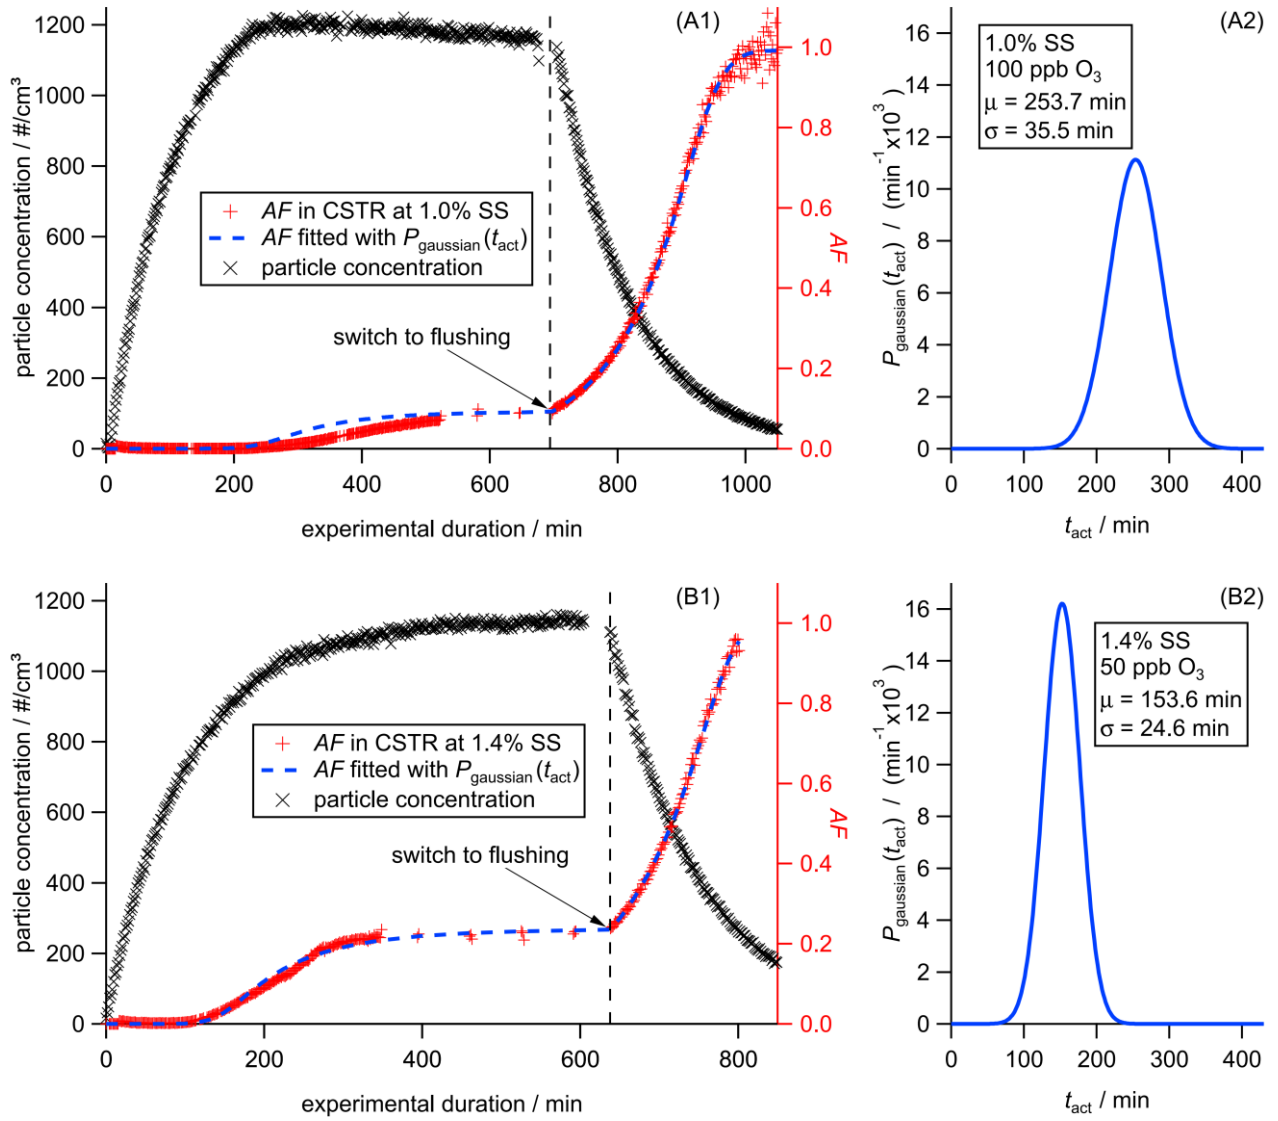 (A1)
1200
1000
800
600
400
200
0
particle concentration / #/cm³
1.0
0.8
0.6
0.4
0.2
0.0
AF
AF in CSTR at 1.0% SS
AF fitted with Pgaussian(tact)
particle concentration
switch to flushing
0 200 400 600 800 1000
experimental duration / min
(A2)
16
14
12
10
8
6
4
2
0
Pgaussian(tact) / (min⁻¹x10³)
1.0% SS
100 ppb O₃
µ = 253.7 min
σ = 35.5 min
0 100 200 300 400
tact / min
(B1)
1200
1000
800
600
400
200
0
particle concentration / #/cm³
1.0
0.8
0.6
0.4
0.2
0.0
AF
AF in CSTR at 1.4% SS
AF fitted with Pgaussian(tact)
particle concentration
switch to flushing
0 200 400 600 800
experimental duration / min
(B2)
16
14
12
10
8
6
4
2
0
Pgaussian(tact) / (min⁻¹x10³)
1.4% SS
50 ppb O₃
µ = 153.6 min
σ = 24.6 min
0 100 200 300 400
tact / min